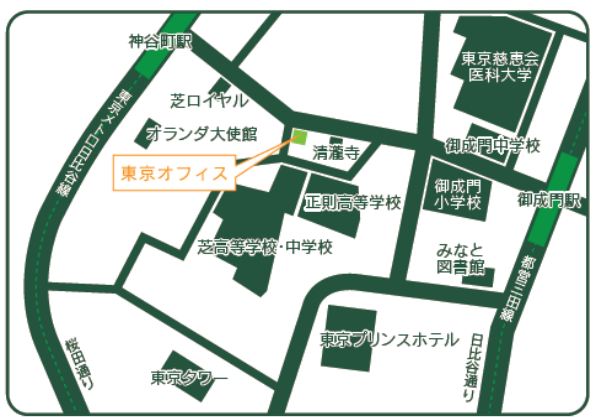 神谷町駅
東京慈恵会
医科大学
芝ロイヤル
東京メトロ日比谷線
オランダ大使館
清瀧寺
御成門中学校
東京オフィス
正則高等学校
御成門
小学校
御成門駅
芝高等学校・中学校
みなと
図書館
都営三田線
東京プリンスホテル
日比谷通り
桜田通り
東京タワー